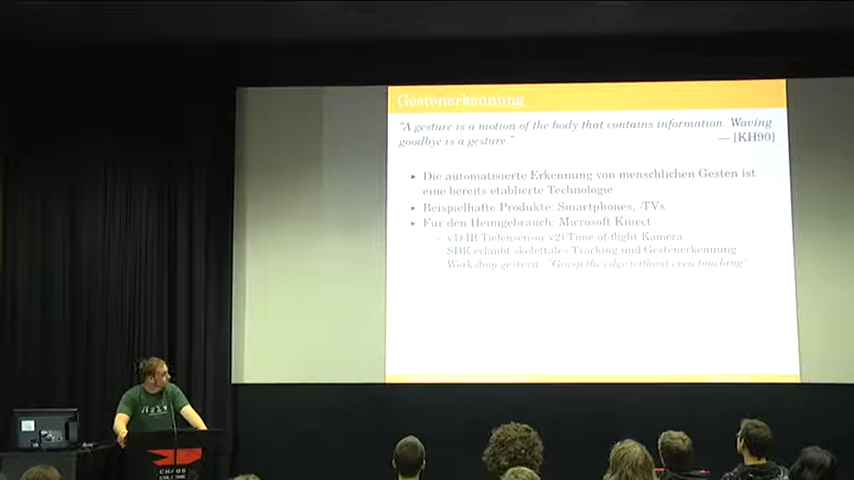 Gestenerkennung
"A gesture is a motion of the body that contains information. Waving
goodbye is a gesture."
— [KH90]
▸ Die automatisierte Erkennung von menschlichen Gesten ist
eine bereits etablierte Technologie
▸ Beispielhafte Produkte: Smartphones, -TVs
▸ Für den Heimgebrauch: Microsoft Kinect
- v1) IR Tiefensensor v2) Time-of-flight Kamera
- SDK erlaubt skelettales Tracking und Gestenerkennung
Workshop gestern "Grasp the edge without even touching"
CHAOS
COLOGNE